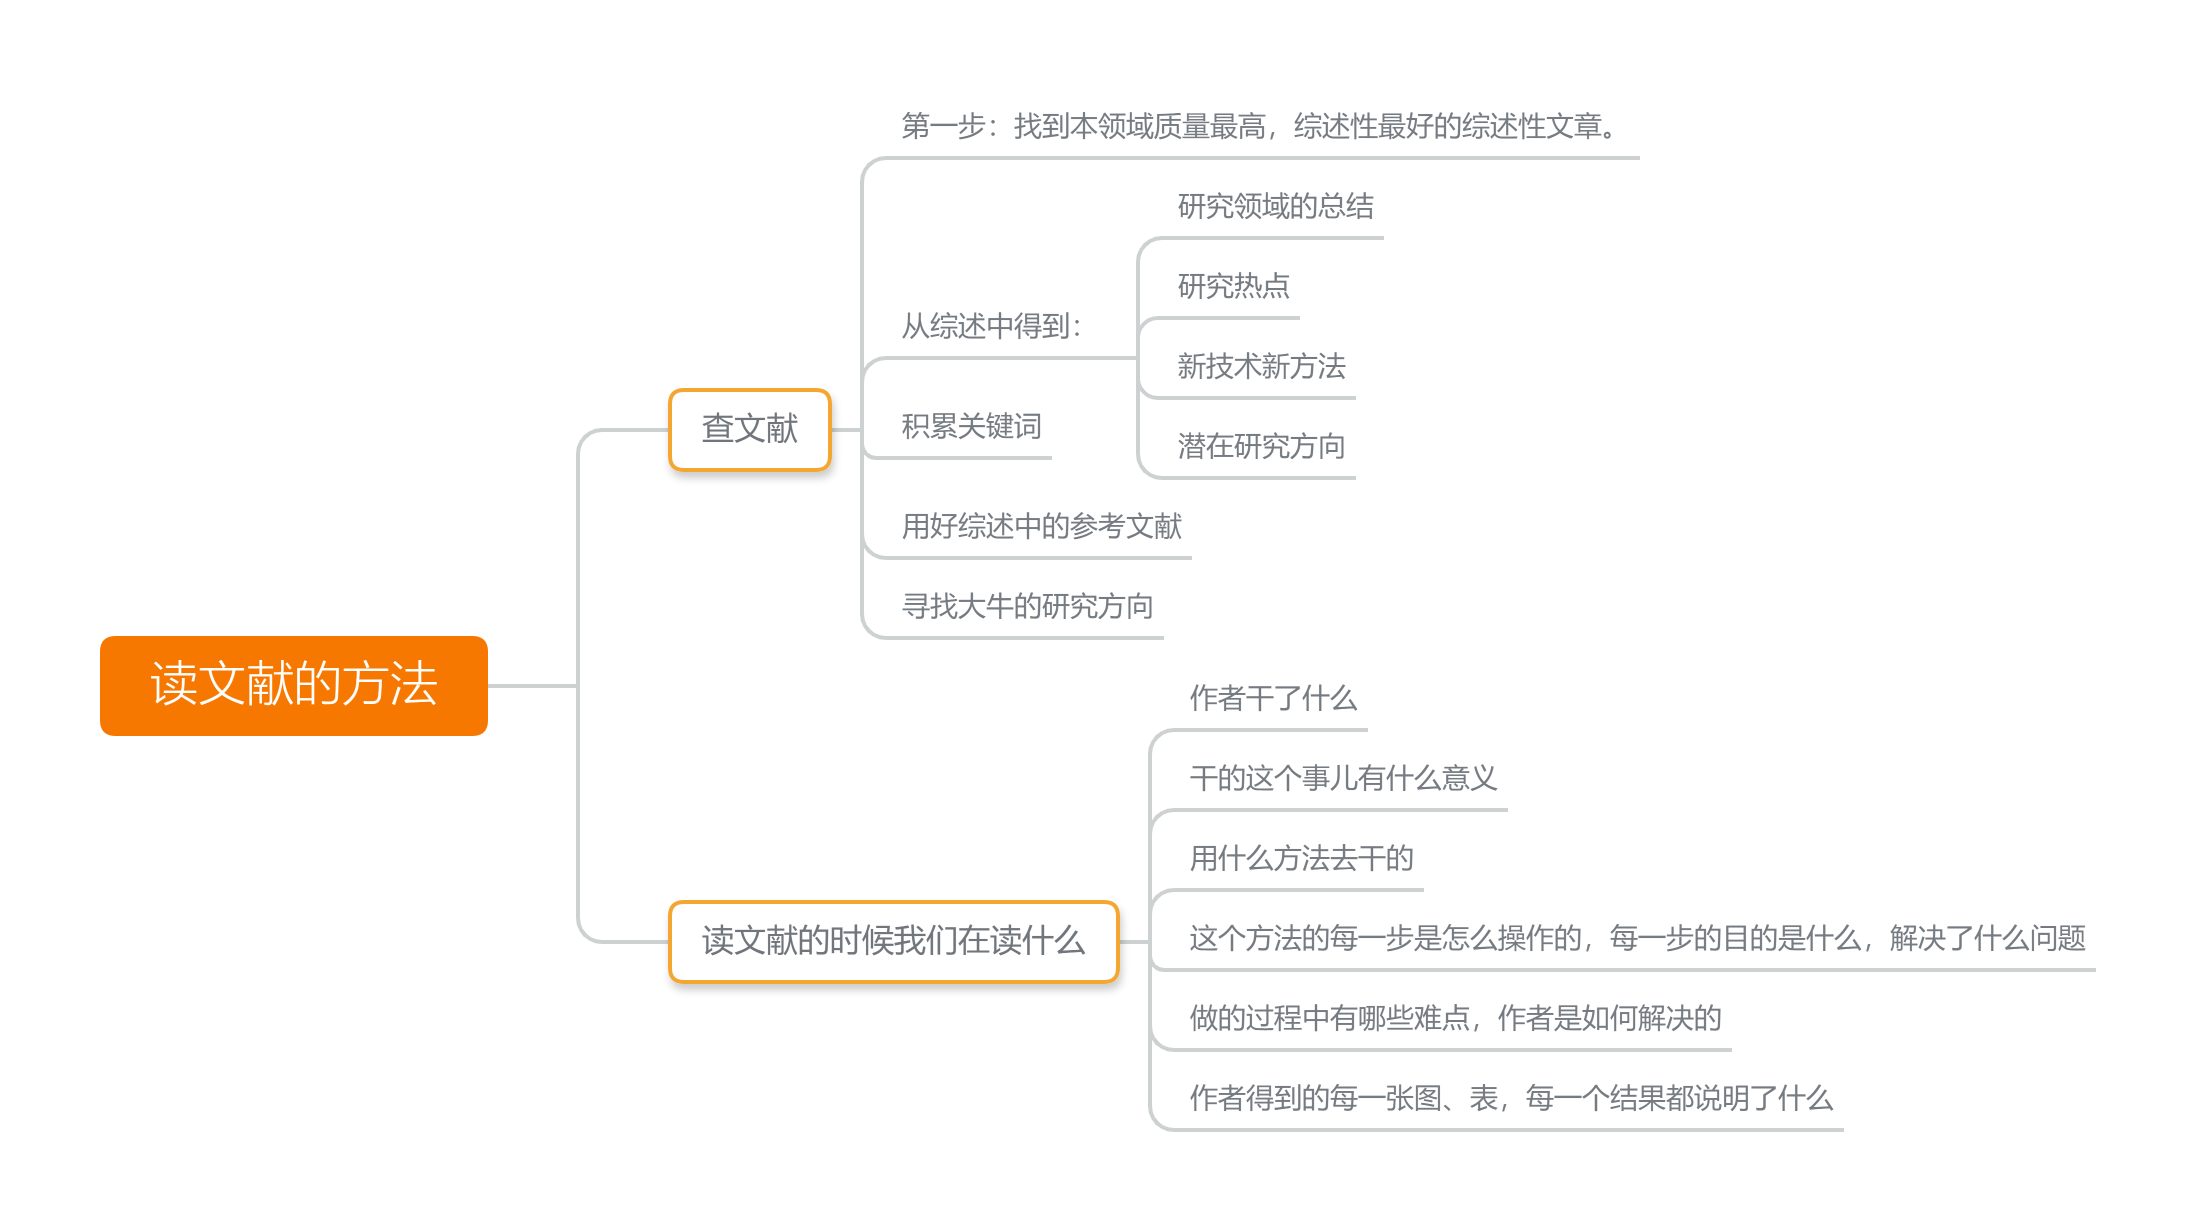 读文献的方法
查文献
第一步：找到本领域质量最高，综述性最好的综述性文章。
从综述中得到：
研究领域的总结
研究热点
新技术新方法
潜在研究方向
积累关键词
用好综述中的参考文献
寻找大牛的研究方向
读文献的时候我们在读什么
作者干了什么
干的这个事儿有什么意义
用什么方法去干的
这个方法的每一步是怎么操作的，每一步的目的是什么，解决了什么问题
做的过程中有哪些难点，作者是如何解决的
作者得到的每一张图、表，每一个结果都说明了什么